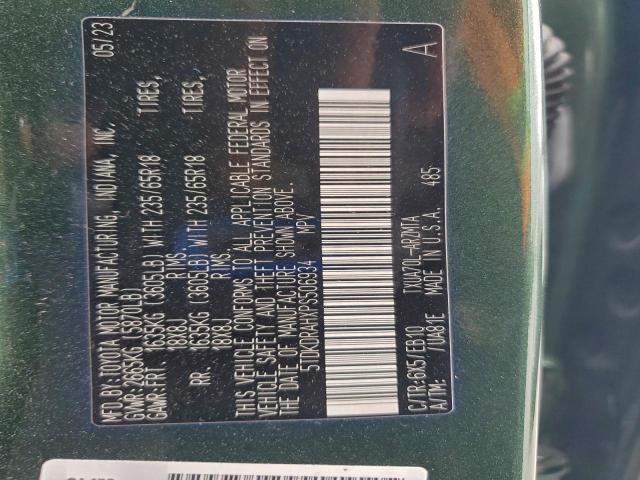 MFD. BY: TOYOTA MOTOR MANUFACTURING, INDIANA, INC. 05/23
GVWR: 2665KG (5870LB)
GAWR: FRT. 1635KG (3605LB) WITH 235/65R18 TIRES,
18X8J RIMS
RR. 1635KG (3605LB) WITH 235/65R18 TIRES,
18X8J RIMS
THIS VEHICLE CONFORMS TO ALL APPLICABLE FEDERAL MOTOR
VEHICLE SAFETY AND THEFT PREVENTION STANDARDS IN EFFECT ON
THE DATE OF MANUFACTURE SHOWN ABOVE.
5TDKDRAHXPS506934 MPV
C/TR:6X5/EB10 TXUA70L-ARZMTA
A/TM: /UA81E MADE IN U.S.A. 485
A